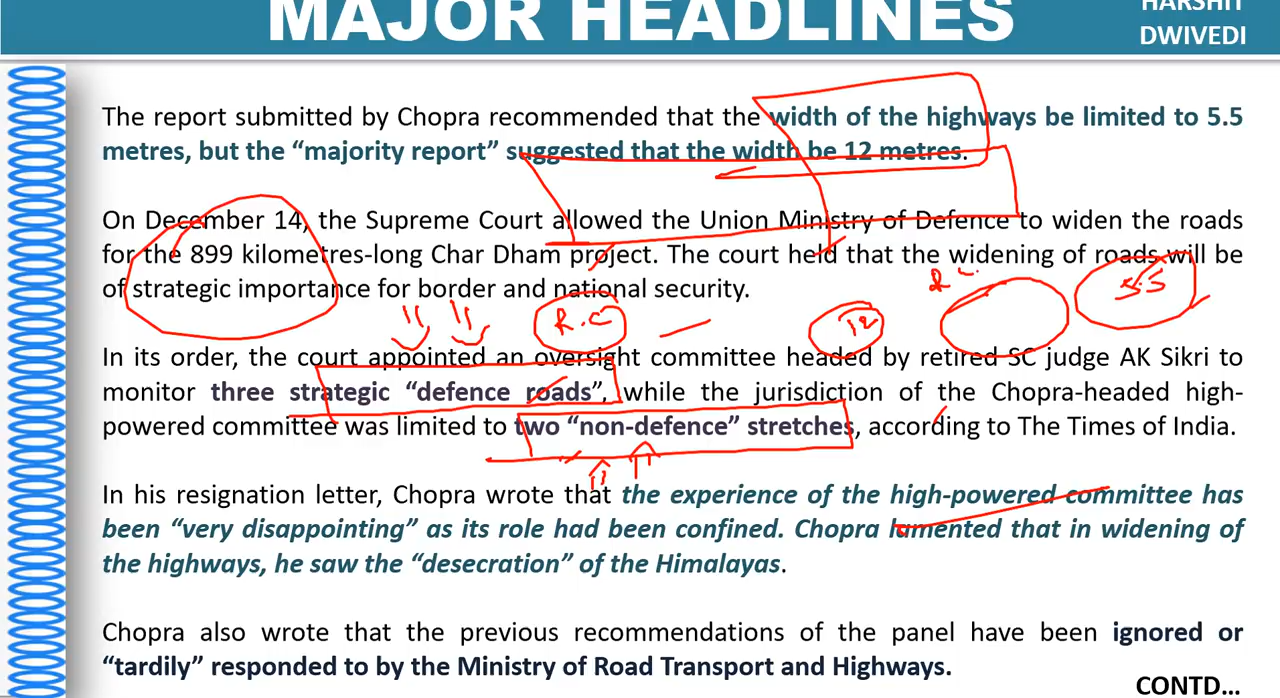 MAJOR HEADLINES
HARSHIT
DWIVEDI
The report submitted by Chopra recommended that the width of the highways be limited to 5.5
metres, but the “majority report” suggested that the width be 12 metres.
On December 14, the Supreme Court allowed the Union Ministry of Defence to widen the roads
for the 899 kilometres-long Char Dham project. The court held that the widening of roads will be
of strategic importance for border and national security.
R.C
12
5.5
In its order, the court appointed an oversight committee headed by retired SC judge AK Sikri to
monitor three strategic “defence roads”, while the jurisdiction of the Chopra-headed high-
powered committee was limited to two “non-defence” stretches, according to The Times of India.
In his resignation letter, Chopra wrote that the experience of the high-powered committee has
been “very disappointing” as its role had been confined. Chopra lamented that in widening of
the highways, he saw the “desecration” of the Himalayas.
Chopra also wrote that the previous recommendations of the panel have been ignored or
“tardily” responded to by the Ministry of Road Transport and Highways.
CONTD...